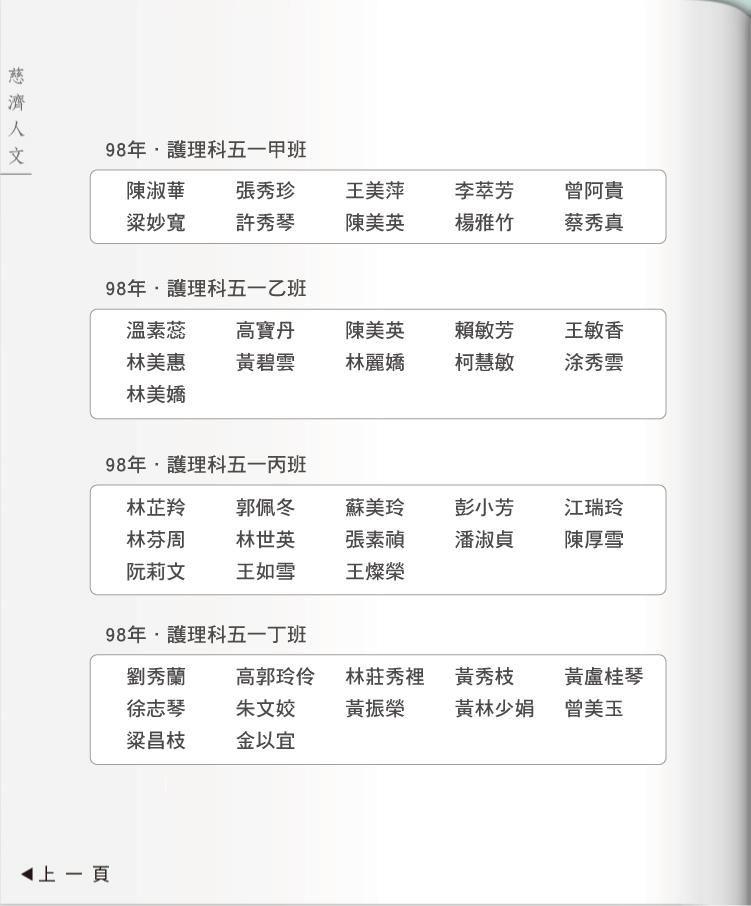 慈濟人文
98年．護理科五一甲班
陳淑華 張秀珍 王美萍 李萃芳 曾阿貴
梁妙寬 許秀琴 陳美英 楊雅竹 蔡秀真
98年．護理科五一乙班
溫素蕊 高寶丹 陳美英 賴敏芳 王敏香
林美惠 黃碧雲 林麗嬌 柯慧敏 涂秀雲
林美嬌
98年．護理科五一丙班
林芷羚 郭佩冬 蘇美玲 彭小芳 江瑞玲
林芬周 林世英 張素禎 潘淑貞 陳厚雪
阮莉文 王如雪 王燦榮
98年．護理科五一丁班
劉秀蘭 高郭玲伶 林莊秀裡 黃秀枝 黃盧桂琴
徐志琴 朱文姣 黃振榮 黃林少娟 曾美玉
梁昌枝 金以宜
◀上一頁